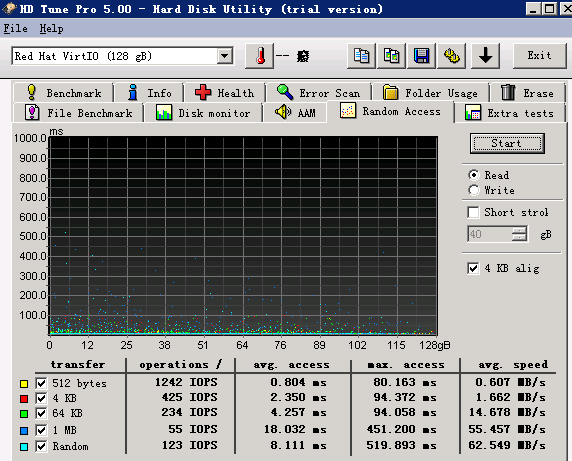 HD Tune Pro 5.00 - Hard Disk Utility (trial version)
File Help
Red Hat VirtIO (128 gB) -- 癈 Exit
Benchmark Info Health Error Scan Folder Usage Erase
File Benchmark Disk monitor AAM Random Access Extra tests
ms
1000.0
900.0
800.0
700.0
600.0
500.0
400.0
300.0
200.0
100.0
0 12 25 38 51 64 76 89 102 115 128gB
Start
Read
Write
Short strol
40 gB
4 KB alig
transfer operations / avg. access max. access avg. speed
512 bytes 1242 IOPS 0.804 ms 80.163 ms 0.607 MB/s
4 KB 425 IOPS 2.350 ms 94.372 ms 1.662 MB/s
64 KB 234 IOPS 4.257 ms 94.058 ms 14.678 MB/s
1 MB 55 IOPS 18.032 ms 451.200 ms 55.457 MB/s
Random 123 IOPS 8.111 ms 519.893 ms 62.549 MB/s